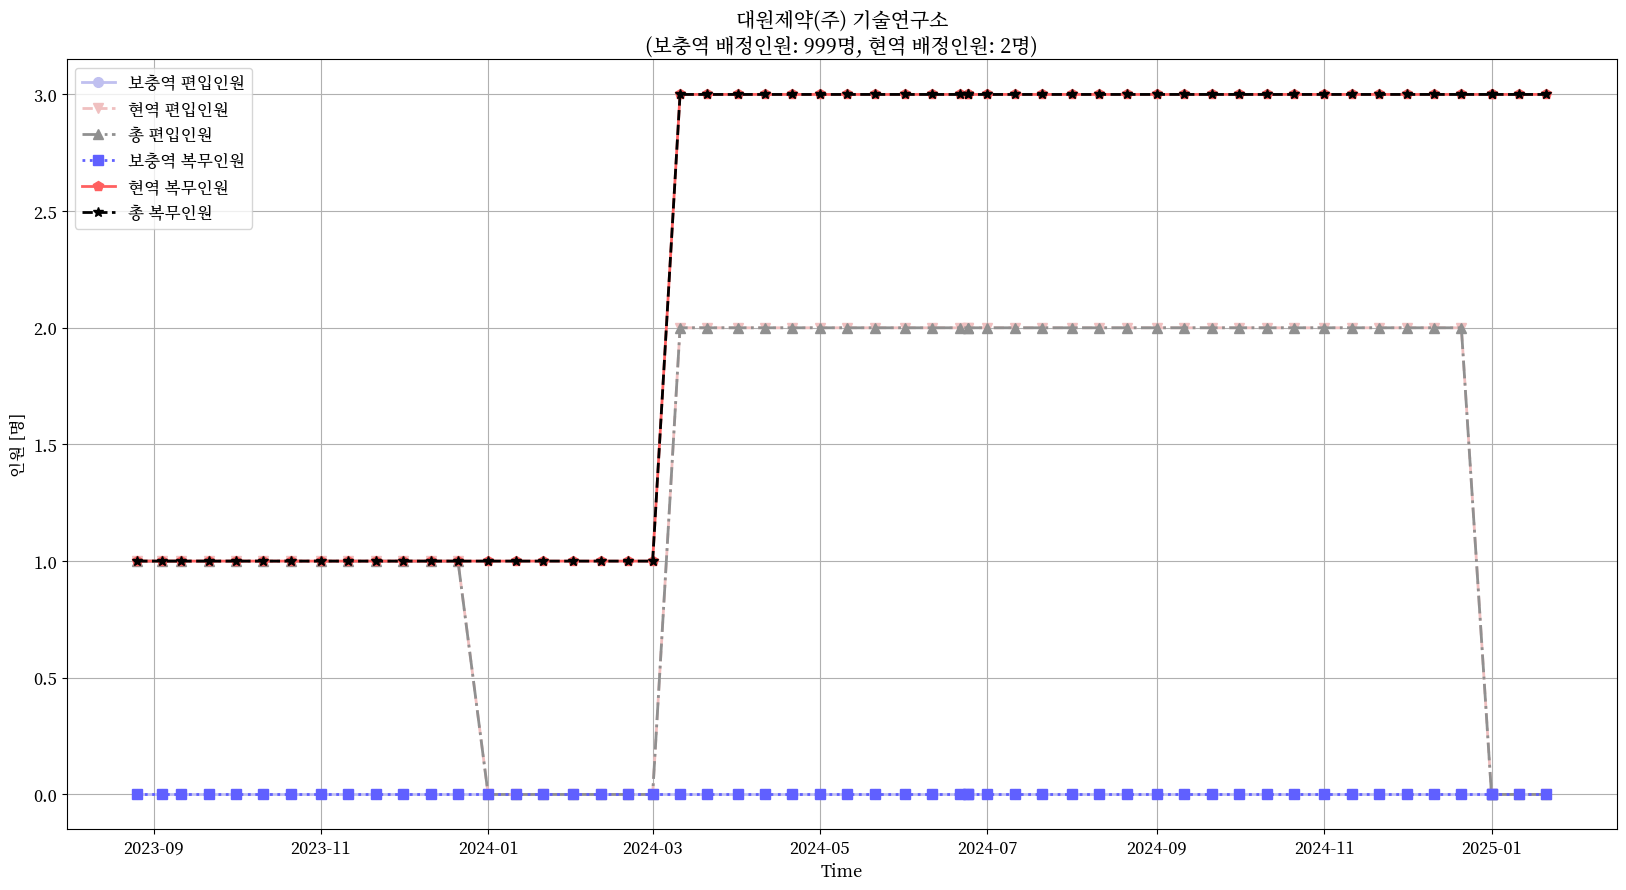 대원제약(주) 기술연구소
(보충역 배정인원: 999명, 현역 배정인원: 2명)
보충역 편입인원
현역 편입인원
총 편입인원
보충역 복무인원
현역 복무인원
총 복무인원
3.0
2.5
2.0
1.5
1.0
0.5
0.0
인원 [명]
2023-09 2023-11 2024-01 2024-03 2024-05 2024-07 2024-09 2024-11 2025-01
Time